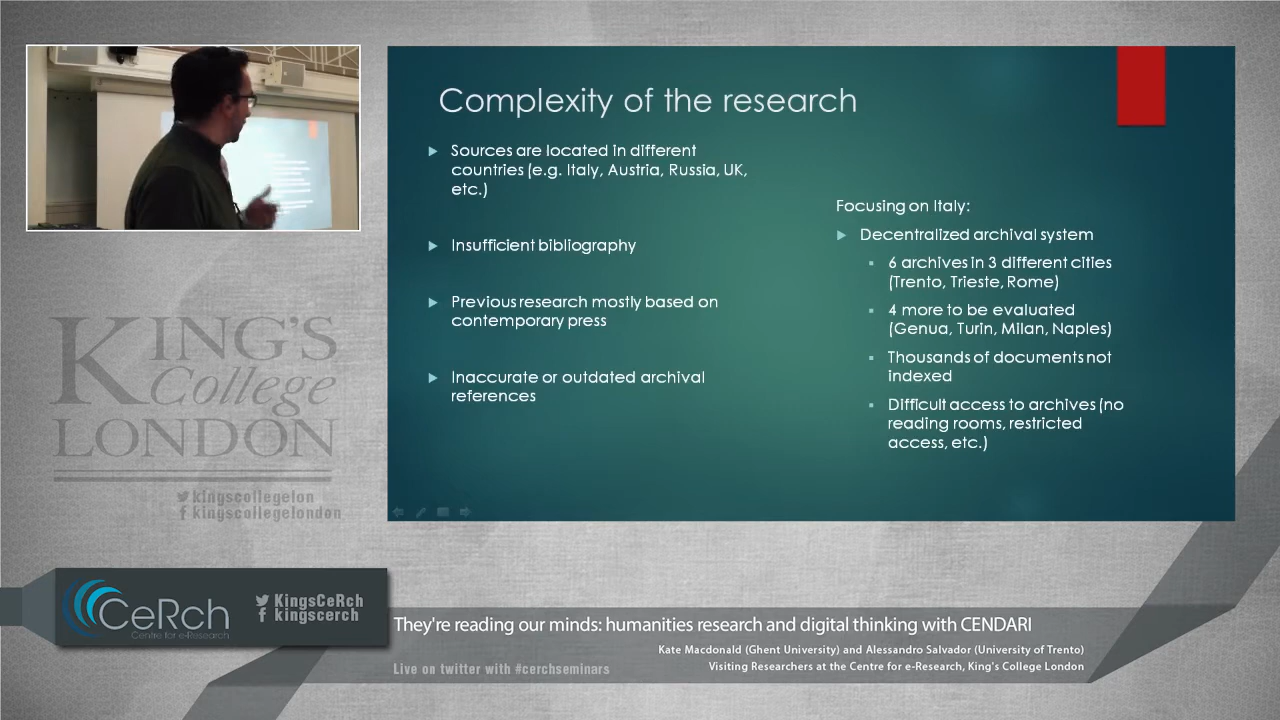 Complexity of the research
Sources are located in different
countries (e.g. Italy, Austria, Russia, UK,
etc.)
Insufficient bibliography
Previous research mostly based on
contemporary press
Inaccurate or outdated archival
references
Focusing on Italy:
Decentralized archival system
6 archives in 3 different cities
(Trento, Trieste, Rome)
4 more to be evaluated
(Genua, Turin, Milan, Naples)
Thousands of documents not
indexed
Difficult access to archives (no
reading rooms, restricted
access, etc.)
KING'S
College
LONDON
kingscollegelon
kingscollegelondon
CeRch
Centre for e-Research
KingsCeRch
kingscerch
They're reading our minds: humanities research and digital thinking with CENDARI
Kate Macdonald (Ghent University) and Alessandro Salvador (University of Trento)
Visiting Researchers at the Centre for e-Research, King's College London
Live on twitter with #cerchseminars